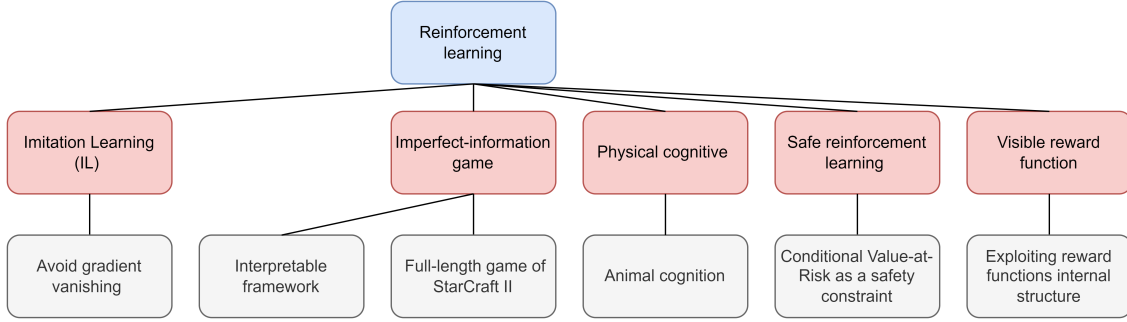 Reinforcement
learning
Imitation Learning
(IL)
Imperfect-information
game
Physical cognitive
Safe reinforcement
learning
Visible reward
function
Avoid gradient
vanishing
Interpretable
framework
Full-length game of
StarCraft II
Animal cognition
Conditional Value-at-
Risk as a safety
constraint
Exploiting reward
functions internal
structure